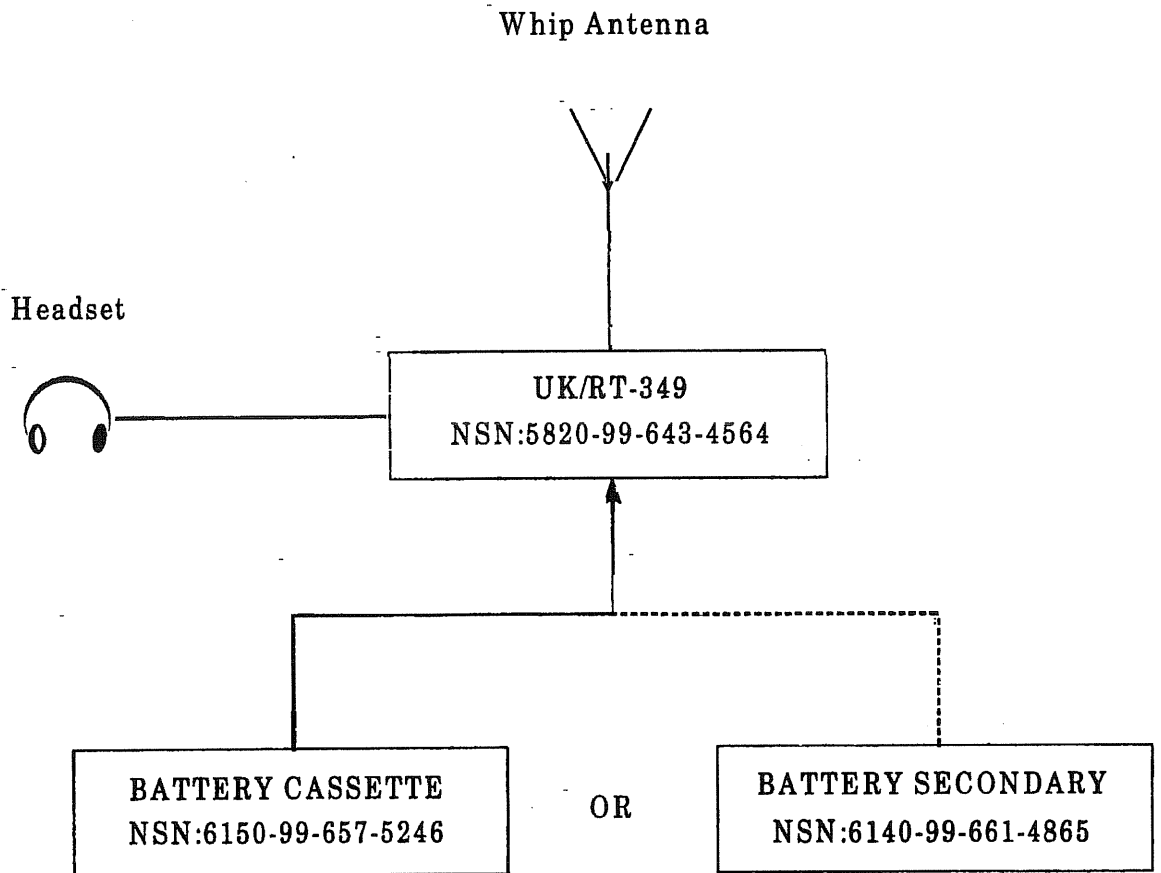 Whip Antenna
Headset
UK/RT-349
NSN:5820-99-643-4564
BATTERY CASSETTE
NSN:6150-99-657-5246
OR
BATTERY SECONDARY
NSN:6140-99-661-4865